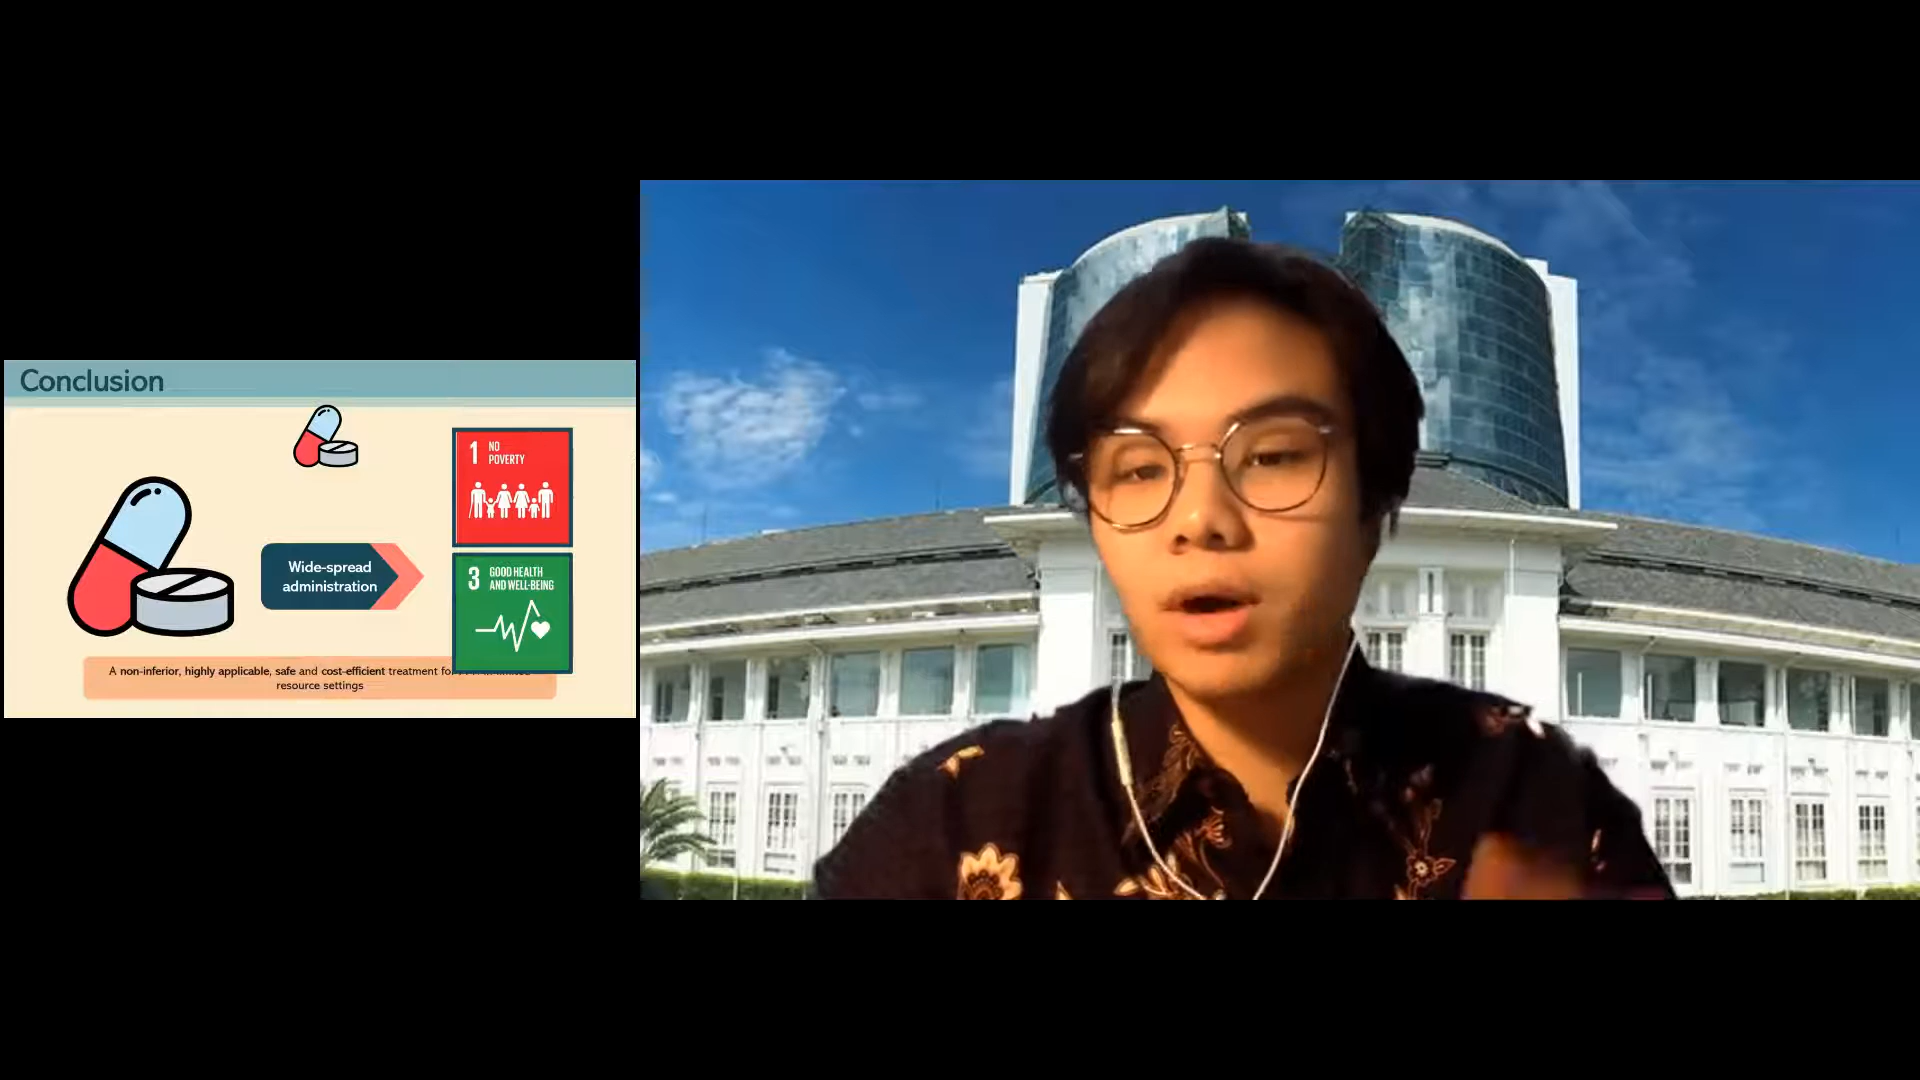 Conclusion
1 NO
POVERTY
Wide-spread
administration
3 GOOD HEALTH
AND WELL-BEING
A non-inferior, highly applicable, safe and cost-efficient treatment for
resource settings